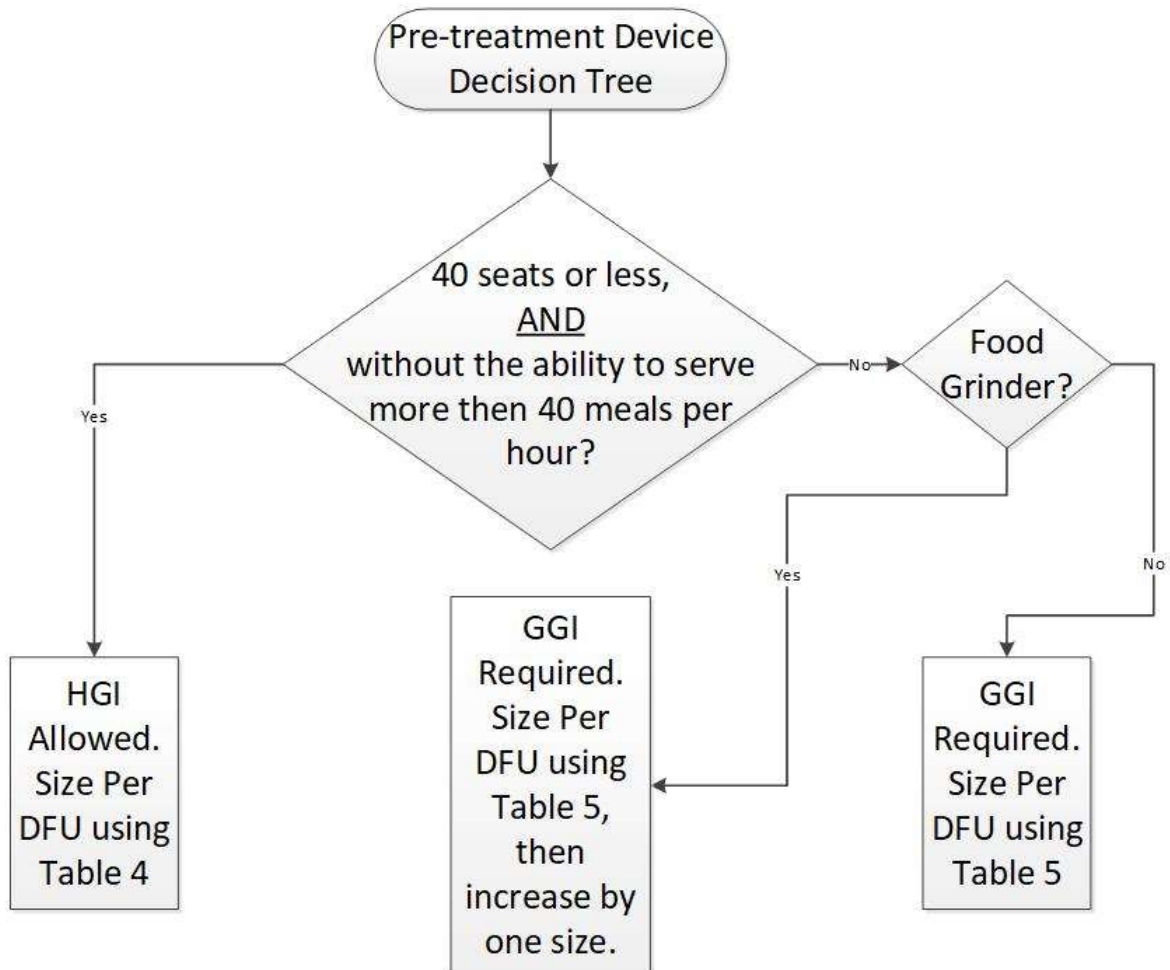 Pre-treatment Device
Decision Tree
40 seats or less,
AND
without the ability to serve
more then 40 meals per
hour?
No
Food
Grinder?
Yes
Yes
No
HGI
Allowed.
Size Per
DFU using
Table 4
GGI
Required.
Size Per
DFU using
Table 5,
then
increase by
one size.
GGI
Required.
Size Per
DFU using
Table 5